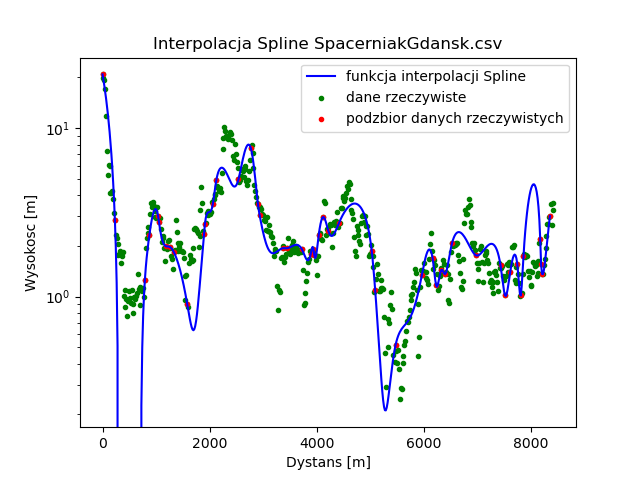 Interpolacja Spline SpacerniakGdansk.csv
funkcja interpolacji Spline
dane rzeczywiste
podzbior danych rzeczywistych
Wysokosc [m]
10¹
10⁰
0 2000 4000 6000 8000
Dystans [m]